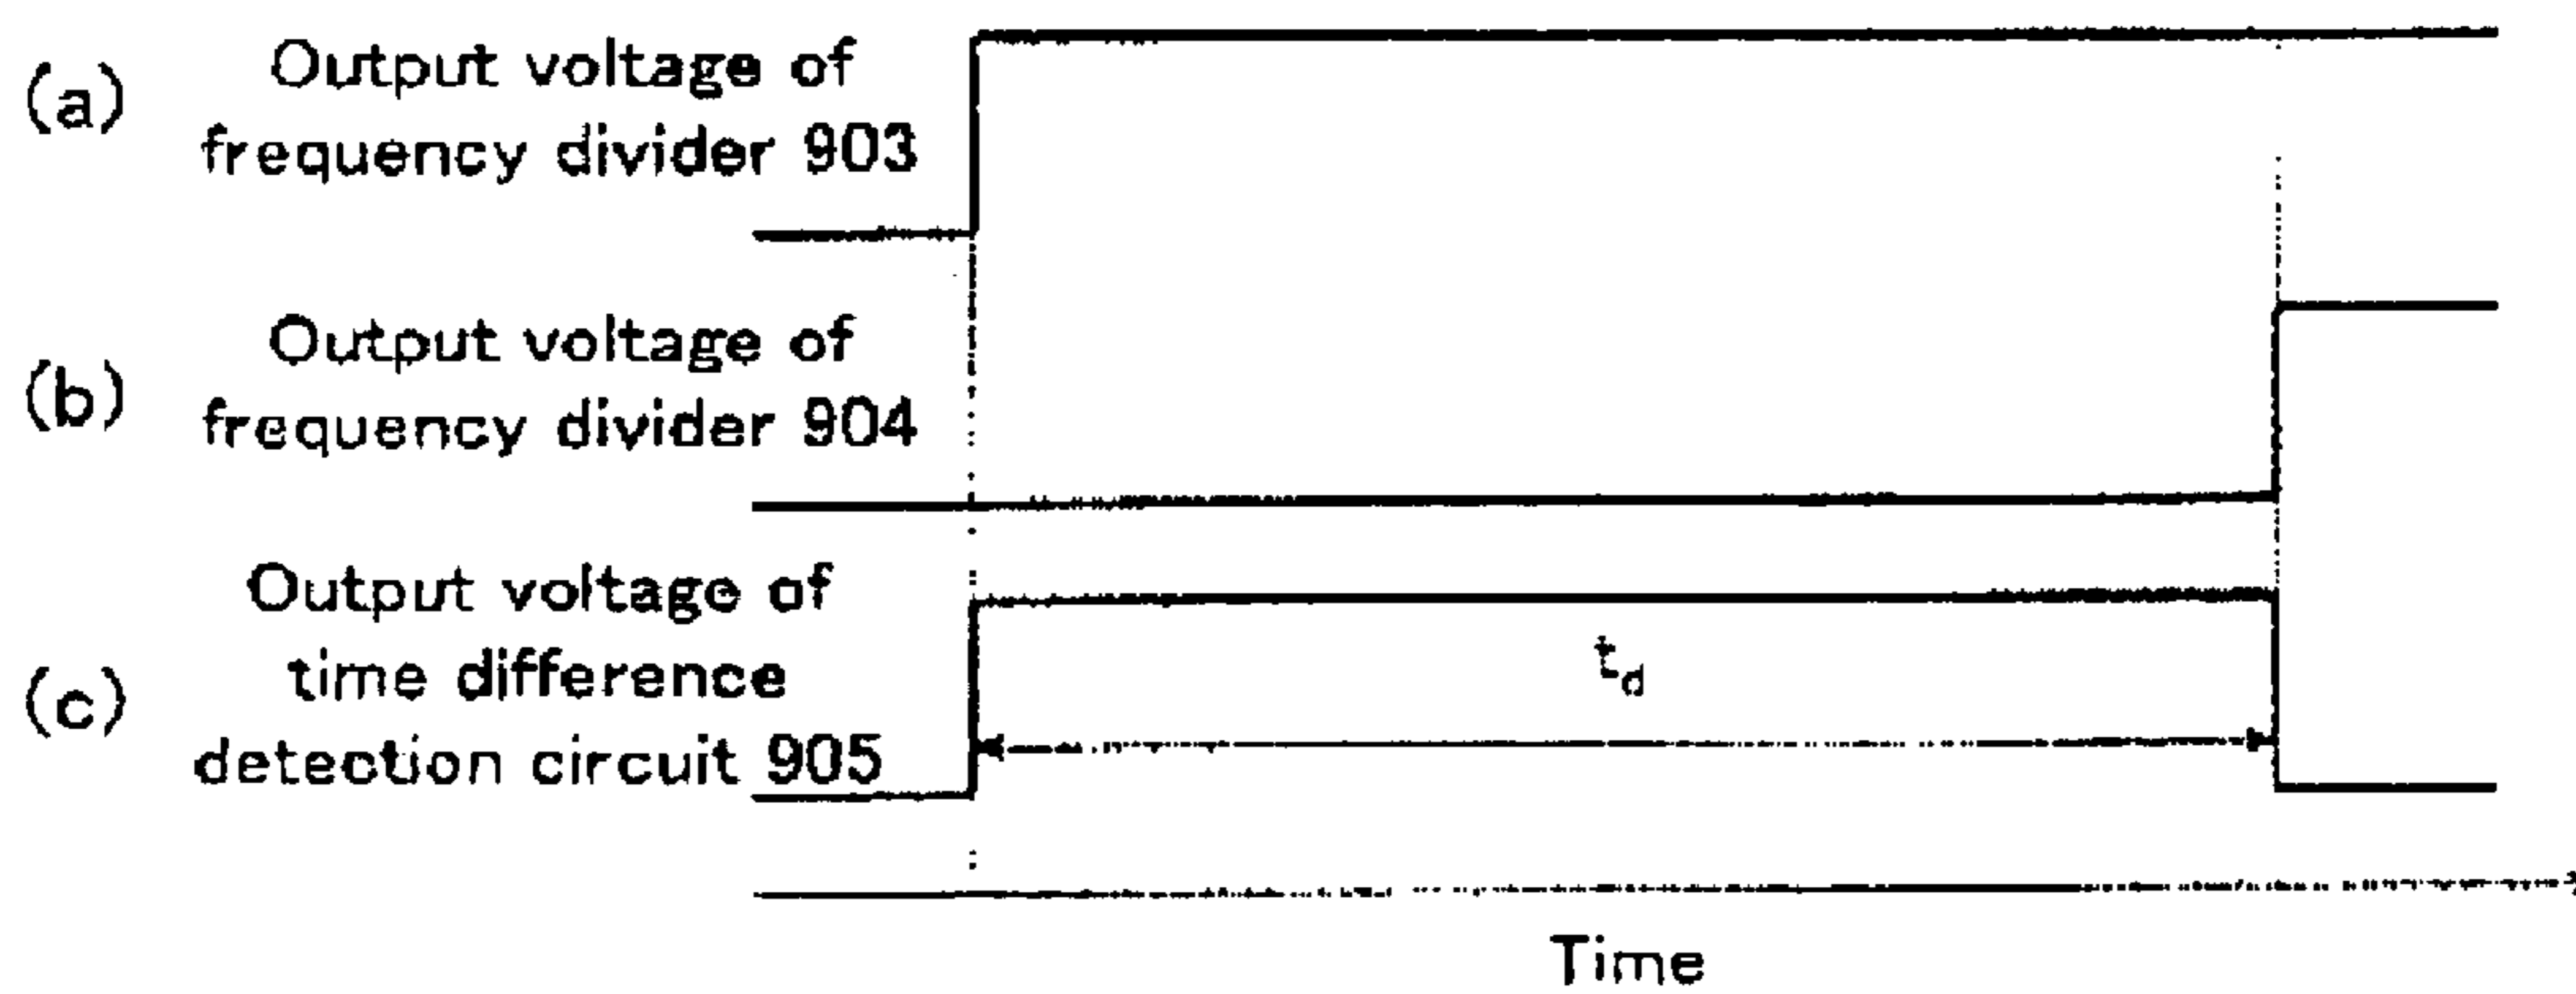 (a)
Output voltage of
frequency divider 903
(b)
Output voltage of
frequency divider 904
(c)
Output voltage of
time difference
detection circuit 905
td
Time